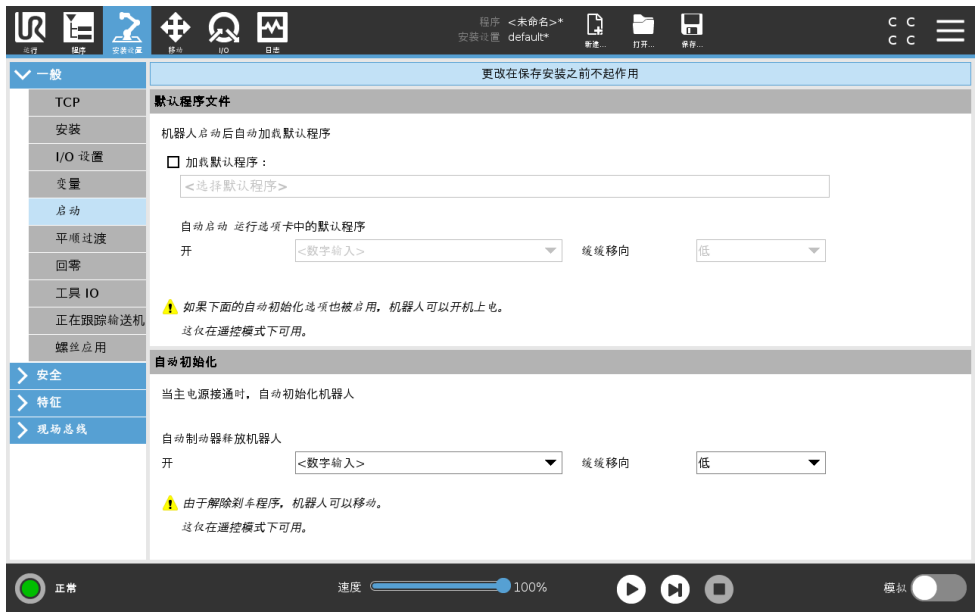 UR
运行
程序
安装设置
移动
I/O
日志
程序 <未命名>*
安装设置 default*
新建...
打开...
保存...
C C
C C
一般
TCP
安装
I/O 设置
变量
启动
平顺过渡
回零
工具 IO
正在跟踪输送机
螺丝应用
安全
特征
现场总线
更改在保存安装之前不起作用
默认程序文件
机器人启动后自动加载默认程序
加载默认程序：
<选择默认程序>
自动启动 运行选项卡中的默认程序
开 <数字输入> 缓缓移向 低
如果下面的自动初始化选项也被启用，机器人可以开机上电。
这仅在遥控模式下可用。
自动初始化
当主电源接通时，自动初始化机器人
自动制动器释放机器人
开 <数字输入> 缓缓移向 低
由于解除刹车程序，机器人可以移动。
这仅在遥控模式下可用。
正常
速度 100%
模拟